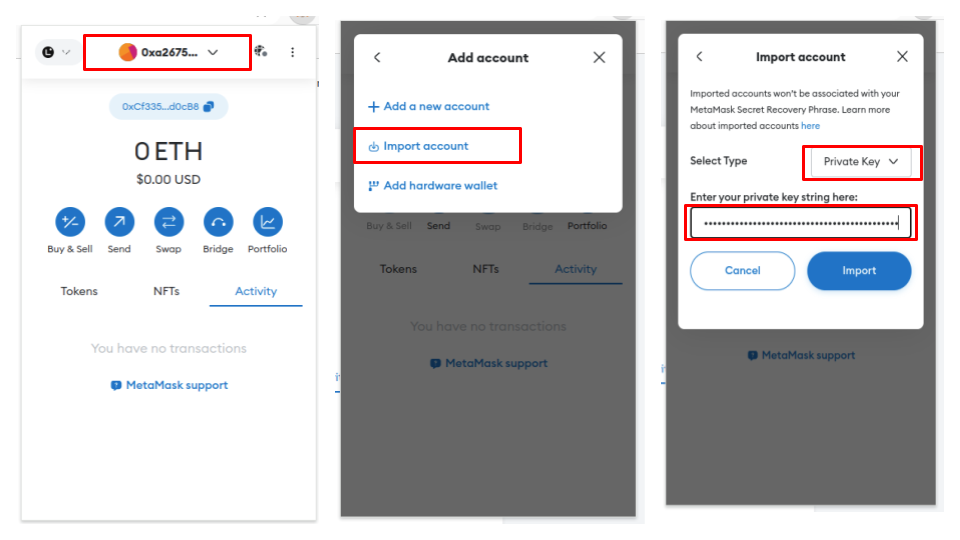 0xa2675...
0xCf335...d0cB8
0 ETH
$0.00 USD
Buy & Sell
Send
Swap
Bridge
Portfolio
Tokens
NFTs
Activity
You have no transactions
MetaMask support
Add account
Add a new account
Import account
Add hardware wallet
Buy & Sell
Send
Swap
Bridge
Portfolio
Tokens
NFTs
Activity
You have no transactions
MetaMask support
Import account
Imported accounts won't be associated with your
MetaMask Secret Recovery Phrase. Learn more
about imported accounts here
Select Type
Private Key
Enter your private key string here:
Cancel
Import
MetaMask support